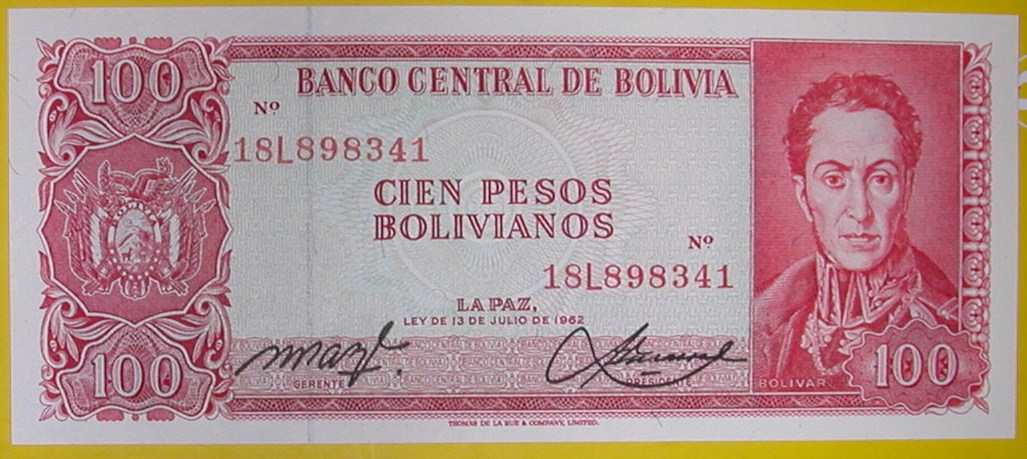 100
BANCO CENTRAL DE BOLIVIA
Nº
18L898341
CIEN PESOS
BOLIVIANOS
Nº
18L898341
LA PAZ,
LEY DE 13 DE JULIO DE 1962
GERENTE
PRESIDENTE
BOLIVAR.
100
100
THOMAS DE LA RUE & COMPANY, LIMITED.